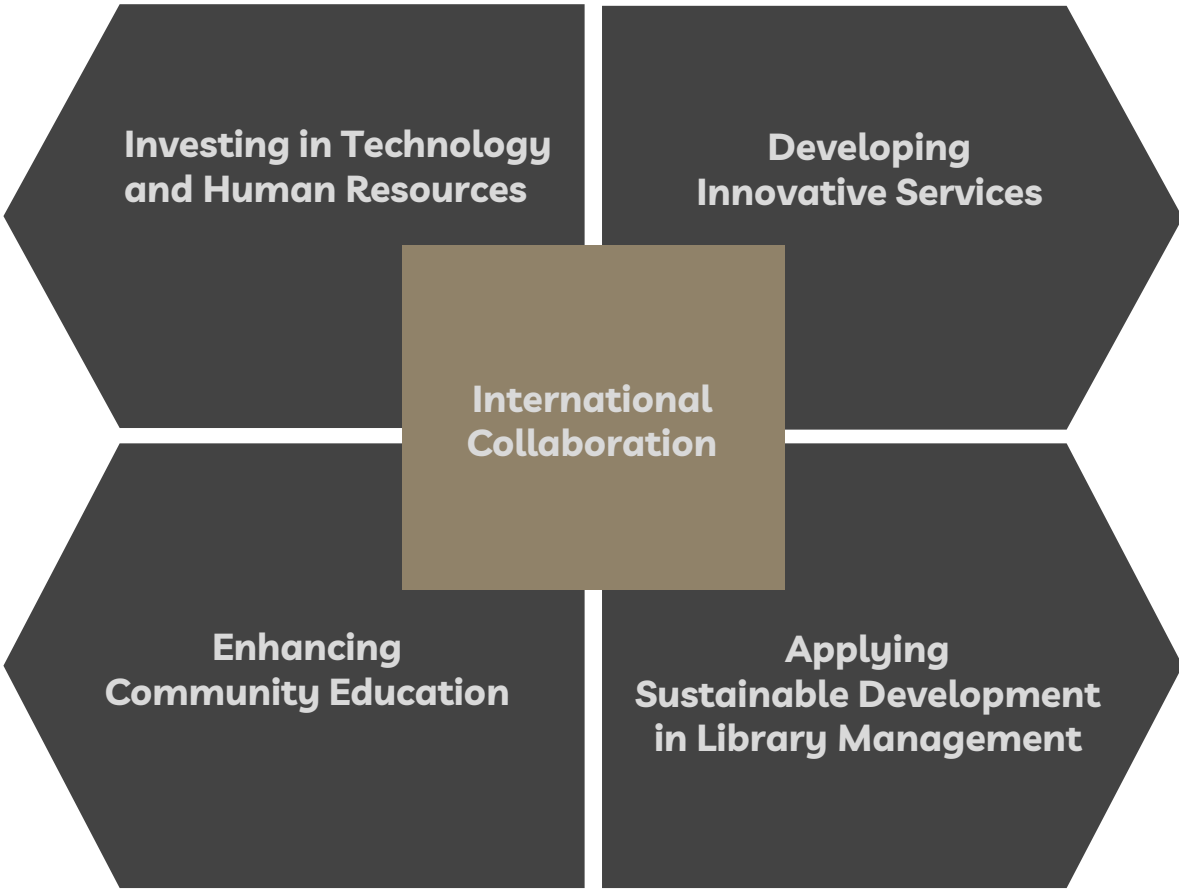 Investing in Technology
and Human Resources
Developing
Innovative Services
International
Collaboration
Enhancing
Community Education
Applying
Sustainable Development
in Library Management